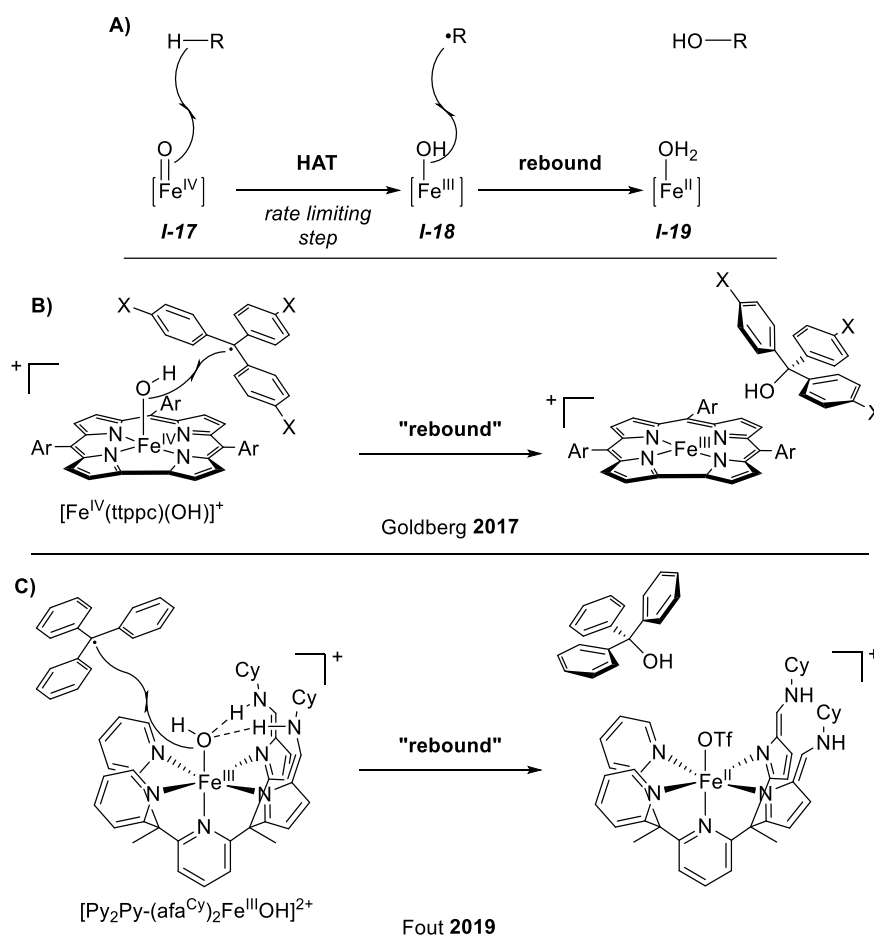 A)
H R
•R
HO R
O
[FeIV]
HAT
rate limiting
step
OH
[FeIII]
rebound
OH2
[FeII]
I-17
I-18
I-19
B)
X
X
X
+
H
O
Ar
Ar
Ar
N
N
N
N
FeIV
"rebound"
[FeIV(ttppc)(OH)]+
X
X
X
HO
+
Ar
Ar
Ar
N
N
N
N
FeIII
Goldberg 2017
C)
+
Cy
Cy
N
H
H
N
H
O
N
N
N
N
N
FeIII
"rebound"
[Py2Py-(afaCy)2FeIIIOH]2+
OH
+
Cy
NH
Cy
NH
OTf
N
N
N
N
N
FeII
Fout 2019